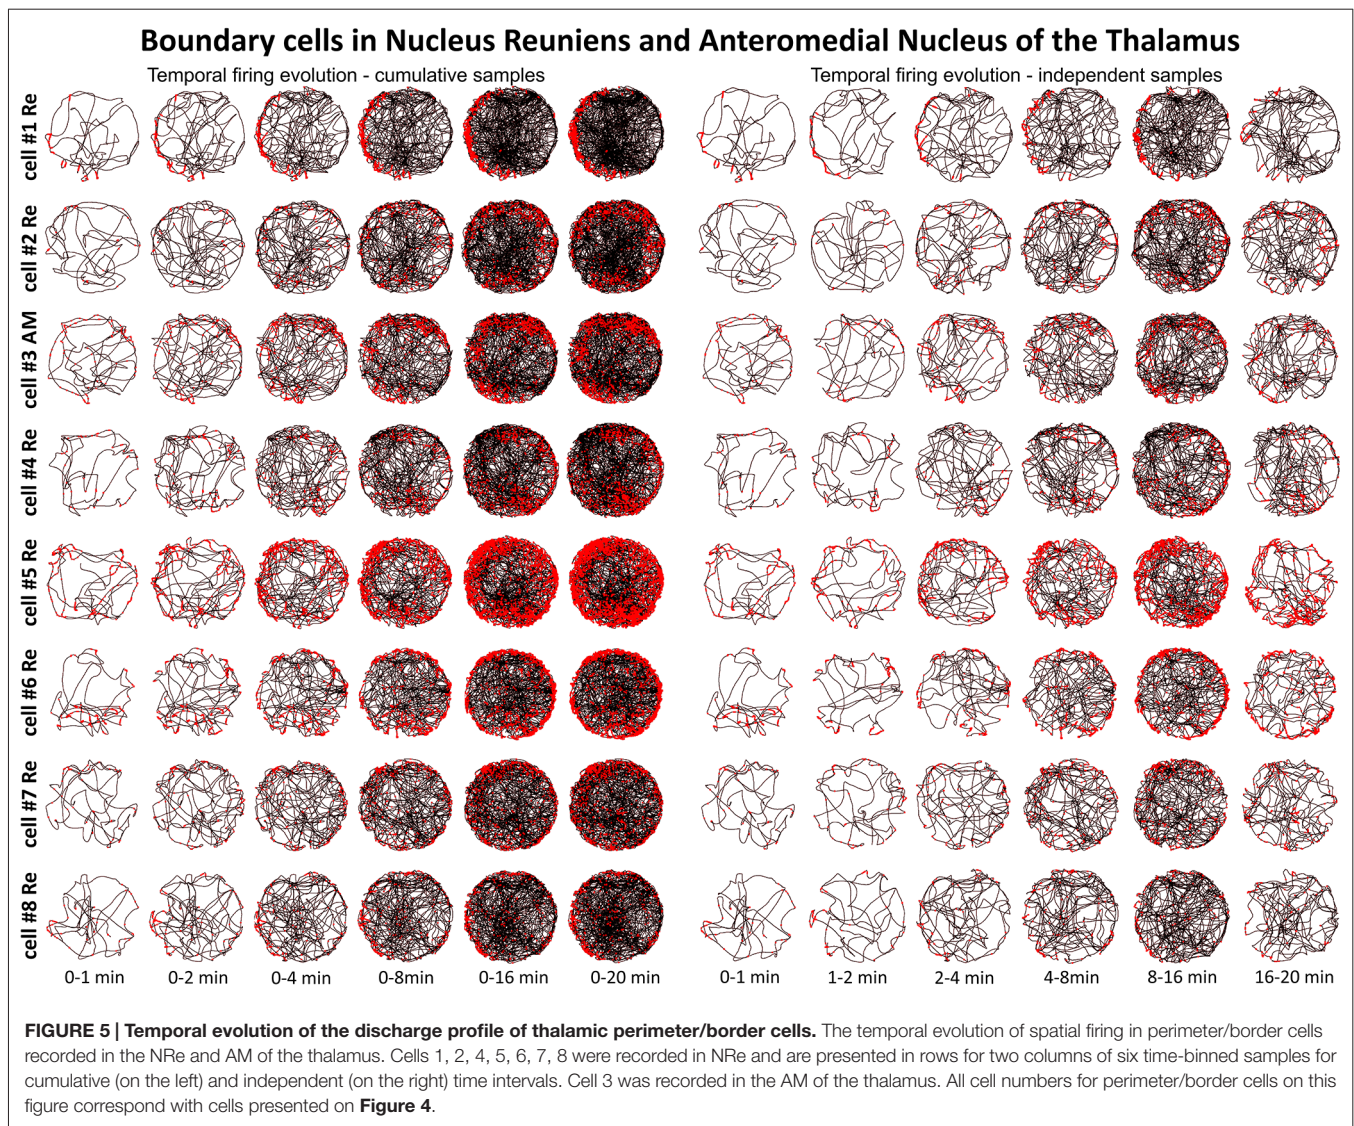 Boundary cells in Nucleus Reuniens and Anteromedial Nucleus of the Thalamus
Temporal firing evolution - cumulative samples
Temporal firing evolution - independent samples
cell #1 Re
cell #2 Re
cell #3 AM
cell #4 Re
cell #5 Re
cell #6 Re
cell #7 Re
cell #8 Re
0-1 min 0-2 min 0-4 min 0-8min 0-16 min 0-20 min 0-1 min 1-2 min 2-4 min 4-8min 8-16 min 16-20 min
FIGURE 5 | Temporal evolution of the discharge profile of thalamic perimeter/border cells. The temporal evolution of spatial firing in perimeter/border cells
recorded in the NRe and AM of the thalamus. Cells 1, 2, 4, 5, 6, 7, 8 were recorded in NRe and are presented in rows for two columns of six time-binned samples for
cumulative (on the left) and independent (on the right) time intervals. Cell 3 was recorded in the AM of the thalamus. All cell numbers for perimeter/border cells on this
figure correspond with cells presented on Figure 4.